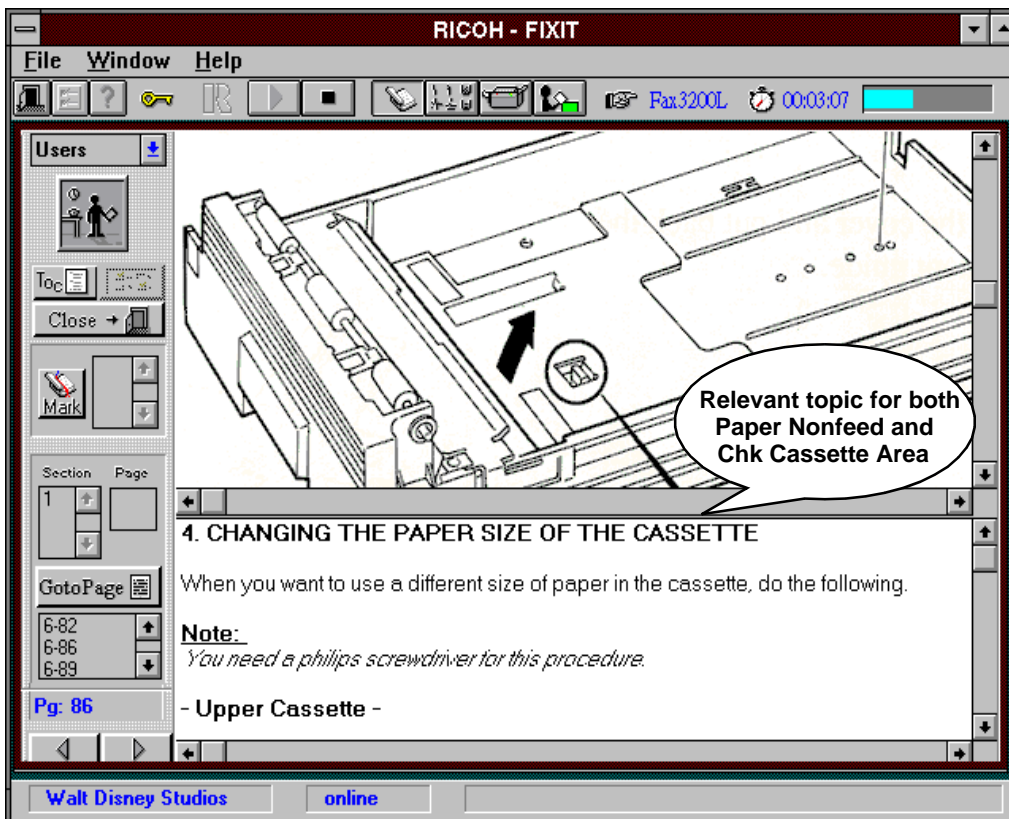 RICOH - FIXIT
File Window Help
Fax3200L 00:03:07
Users
Toc
Close
Mark
Section Page
1
GotoPage
6-82
6-86
6-89
Pg: 86
Relevant topic for both
Paper Nonfeed and
Chk Cassette Area
4. CHANGING THE PAPER SIZE OF THE CASSETTE
When you want to use a different size of paper in the cassette, do the following.
Note:
You need a philips screwdriver for this procedure.
- Upper Cassette -
Walt Disney Studios online